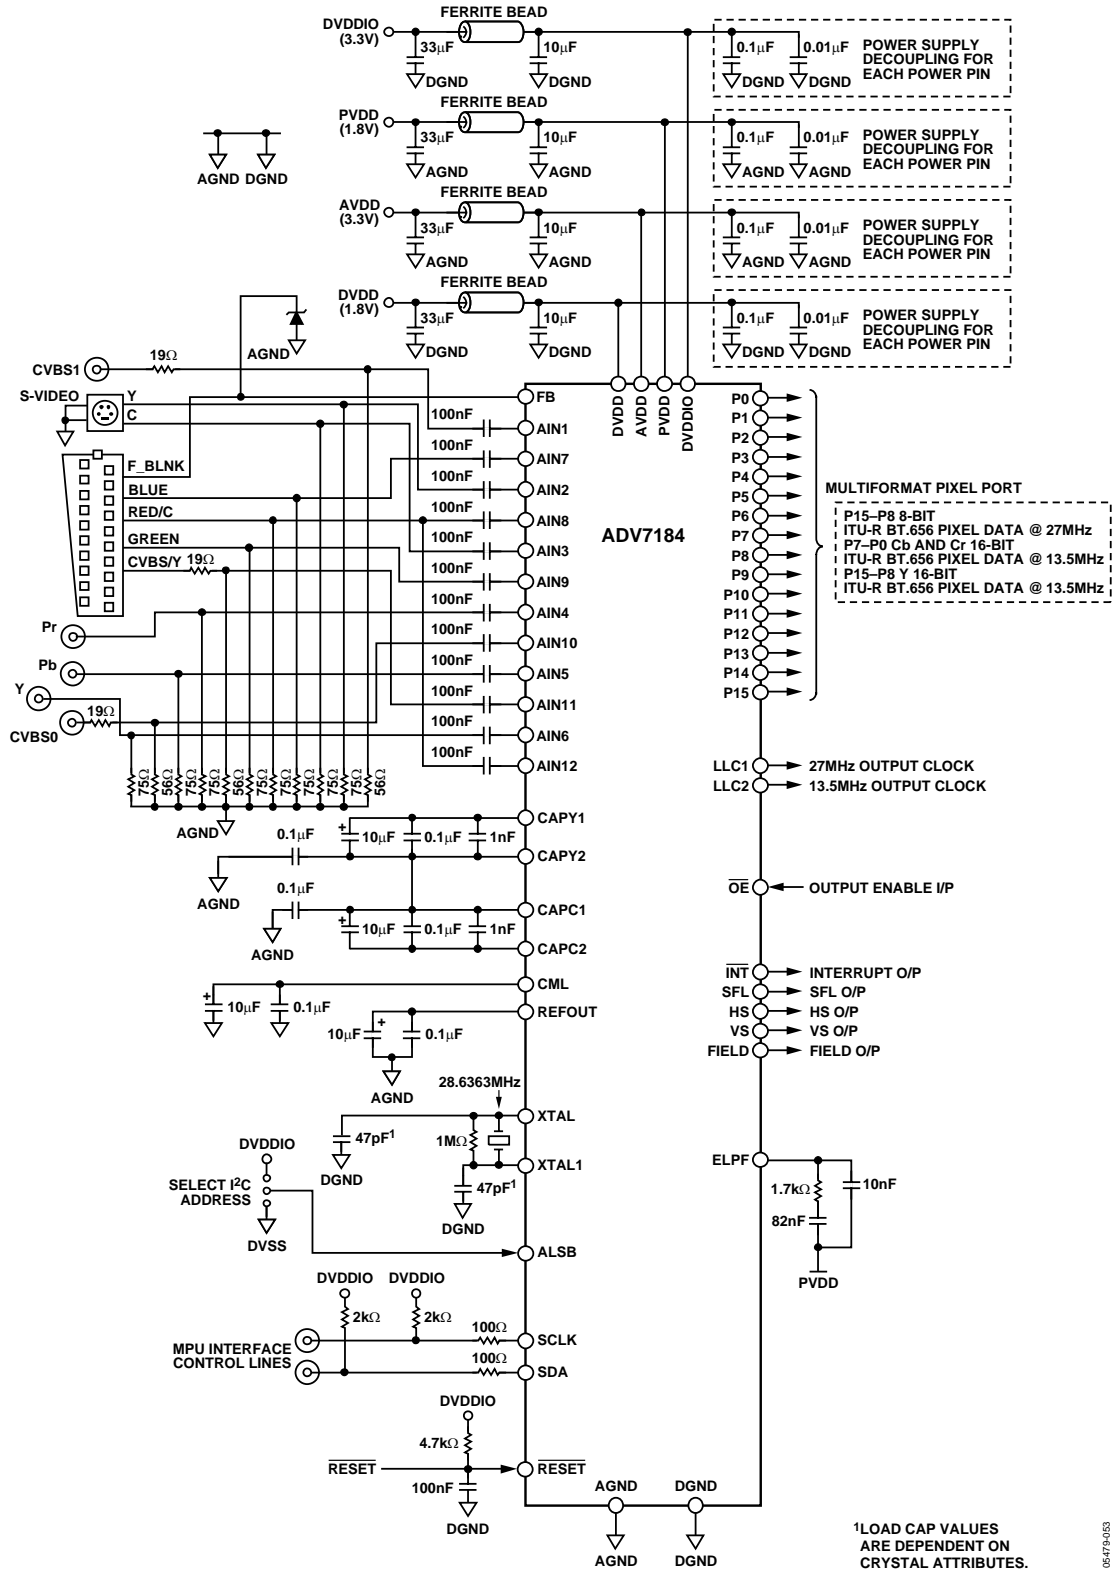 FERRITE BEAD
DVDDIO
(3.3V)
33μF
DGND
10μF
DGND
0.1μF
DGND
0.01μF
DGND
POWER SUPPLY
DECOUPLING FOR
EACH POWER PIN
FERRITE BEAD
PVDD
(1.8V)
33μF
AGND
10μF
AGND
0.1μF
AGND
0.01μF
AGND
POWER SUPPLY
DECOUPLING FOR
EACH POWER PIN
AGND DGND
FERRITE BEAD
AVDD
(3.3V)
33μF
AGND
10μF
AGND
0.1μF
AGND
0.01μF
AGND
POWER SUPPLY
DECOUPLING FOR
EACH POWER PIN
FERRITE BEAD
DVDD
(1.8V)
33μF
DGND
10μF
DGND
0.1μF
DGND
0.01μF
DGND
POWER SUPPLY
DECOUPLING FOR
EACH POWER PIN
AGND
CVBS1
19Ω
S-VIDEO
Y
C
F_BLNK
BLUE
RED/C
GREEN
CVBS/Y 19Ω
Pr
Pb
Y
CVBS0
19Ω
75Ω
56Ω
75Ω
75Ω
56Ω
75Ω
75Ω
75Ω
75Ω
75Ω
56Ω
AGND
FB
100nF
AIN1
100nF
AIN7
100nF
AIN2
100nF
AIN8
100nF
AIN3
100nF
AIN9
100nF
AIN4
100nF
AIN10
100nF
AIN5
100nF
AIN11
100nF
AIN6
100nF
AIN12
DVDD
AVDD
PVDD
DVDDIO
ADV7184
P0
P1
P2
P3
P4
P5
P6
P7
P8
P9
P10
P11
P12
P13
P14
P15
MULTIFORMAT PIXEL PORT
P15–P8 8-BIT
ITU-R BT.656 PIXEL DATA @ 27MHz
P7–P0 Cb AND Cr 16-BIT
ITU-R BT.656 PIXEL DATA @ 13.5MHz
P15–P8 Y 16-BIT
ITU-R BT.656 PIXEL DATA @ 13.5MHz
LLC1
27MHz OUTPUT CLOCK
LLC2
13.5MHz OUTPUT CLOCK
CAPY1
0.1μF
+
10μF
0.1μF
1nF
CAPY2
AGND
OE
OUTPUT ENABLE I/P
0.1μF
CAPC1
+
10μF
0.1μF
1nF
AGND
CAPC2
INT
INTERRUPT O/P
SFL
SFL O/P
HS
HS O/P
VS
VS O/P
FIELD
FIELD O/P
CML
+
10μF
0.1μF
REFOUT
10μF
+
0.1μF
AGND
28.6363MHz
XTAL
47pF¹
1MΩ
DGND
XTAL1
47pF¹
DGND
ELPF
1.7kΩ
10nF
82nF
PVDD
DVDDIO
SELECT I²C
ADDRESS
DVSS
ALSB
DVDDIO
DVDDIO
2kΩ
2kΩ
MPU INTERFACE
CONTROL LINES
100Ω
SCLK
100Ω
SDA
DVDDIO
4.7kΩ
RESET
RESET
100nF
DGND
AGND
DGND
AGND
DGND
¹LOAD CAP VALUES
ARE DEPENDENT ON
CRYSTAL ATTRIBUTES.
05479-053